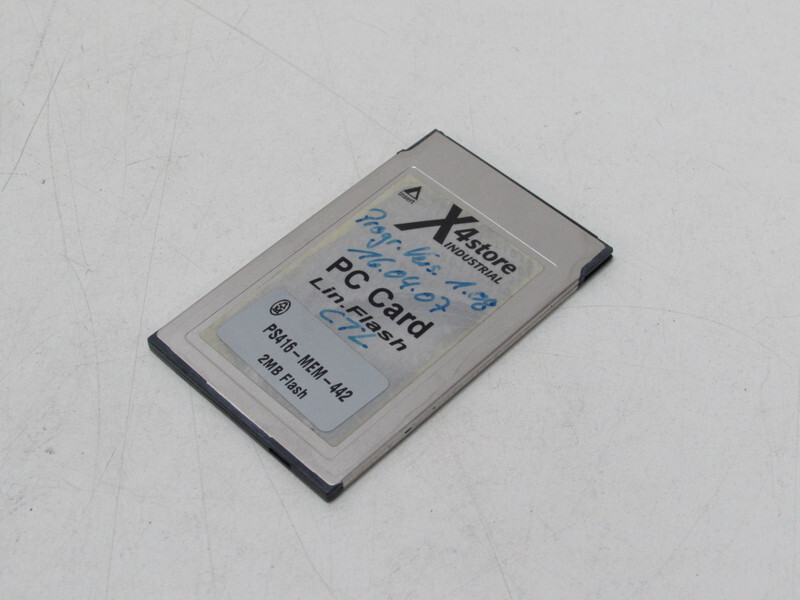 insert
X4store
INDUSTRIAL
Progr. Vers. 1.08
16.04.07
PC Card
Lin.Flash
CTL
PS416-MEM-442
2MB Flash